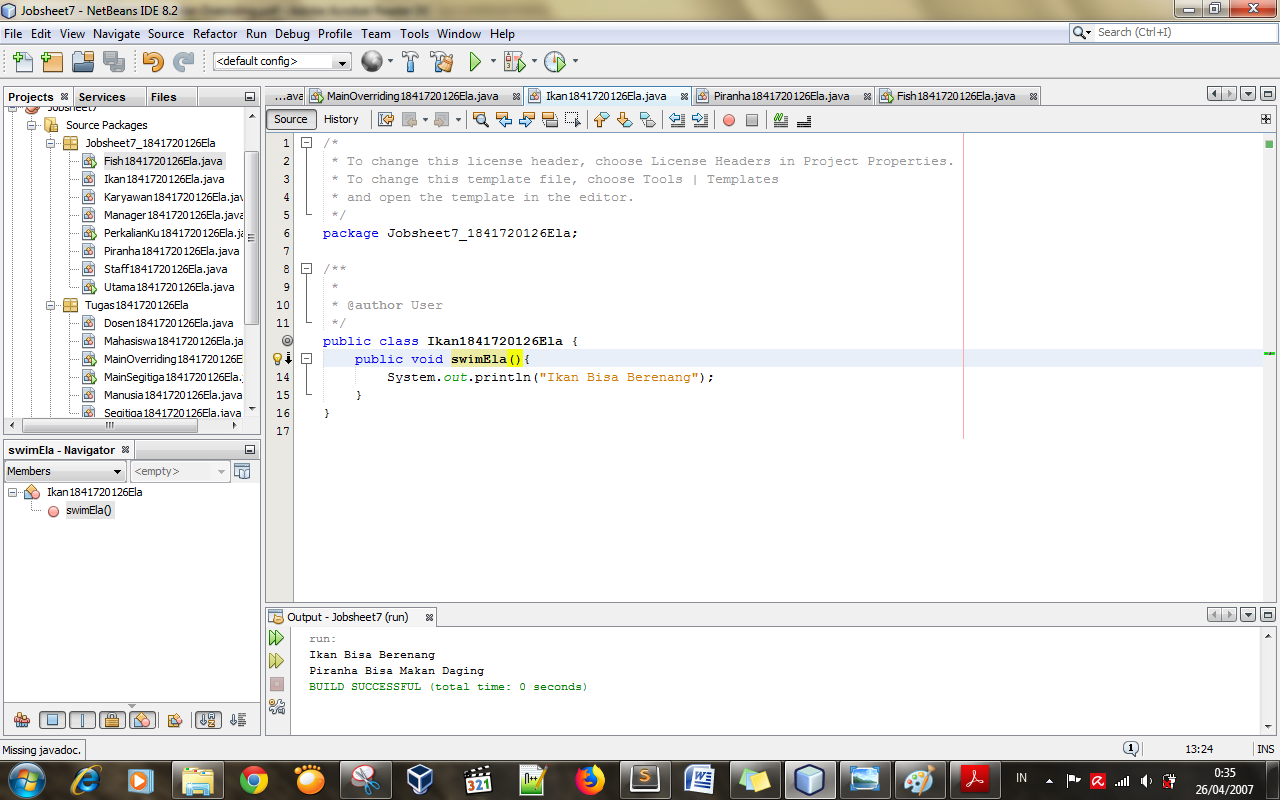 Jobsheet7 - NetBeans IDE 8.2
File Edit View Navigate Source Refactor Run Debug Profile Team Tools Window Help
Search (Ctrl+I)
<default config>
Projects Services Files
Jobsheet7
Source Packages
Jobsheet7_1841720126Ela
Fish1841720126Ela.java
Ikan1841720126Ela.java
Karyawan1841720126Ela.jav
Manager1841720126Ela.java
PerkalianKu1841720126Ela.ja
Piranha1841720126Ela.java
Staff1841720126Ela.java
Utama1841720126Ela.java
Tugas1841720126Ela
Dosen1841720126Ela.java
Mahasiswa1841720126Ela.jav
MainOverriding1841720126E
MainSegitiga1841720126Ela.
Manusia1841720126Ela.java
Segitiga1841720126Ela.java
swimEla - Navigator
Members <empty>
Ikan1841720126Ela
swimEla()
...ava MainOverriding1841720126Ela.java Ikan1841720126Ela.java Piranha1841720126Ela.java Fish1841720126Ela.java
Source History
1 /*
2 * To change this license header, choose License Headers in Project Properties.
3 * To change this template file, choose Tools | Templates
4 * and open the template in the editor.
5 */
6 package Jobsheet7_1841720126Ela;
7
8 /**
9 *
10 * @author User
11 */
public class Ikan1841720126Ela {
public void swimEla(){
14 System.out.println("Ikan Bisa Berenang");
15 }
16 }
17
Output - Jobsheet7 (run)
run:
Ikan Bisa Berenang
Piranha Bisa Makan Daging
BUILD SUCCESSFUL (total time: 0 seconds)
Missing javadoc.
1 13:24 INS
321
IN
0:35
26/04/2007